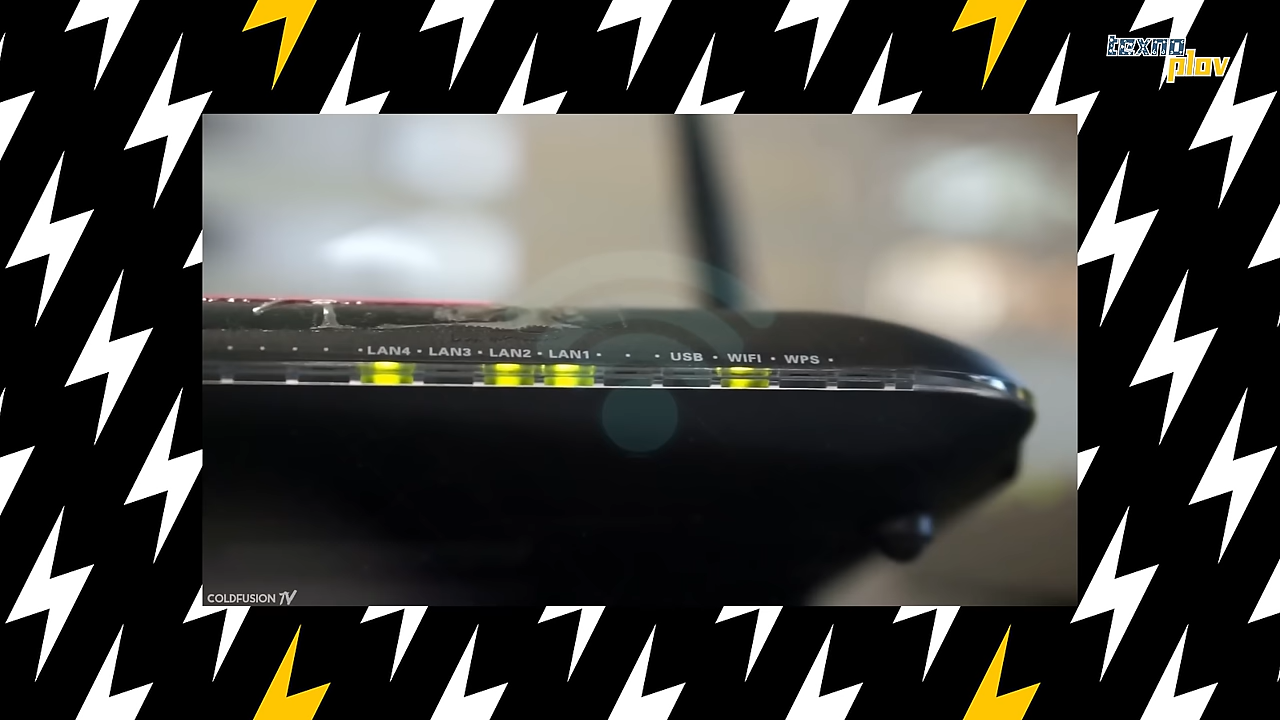 texno
plov
· LAN4 · LAN3 · LAN2 · LAN1 · · · USB · WIFI · WPS ·
COLDFUSION TV